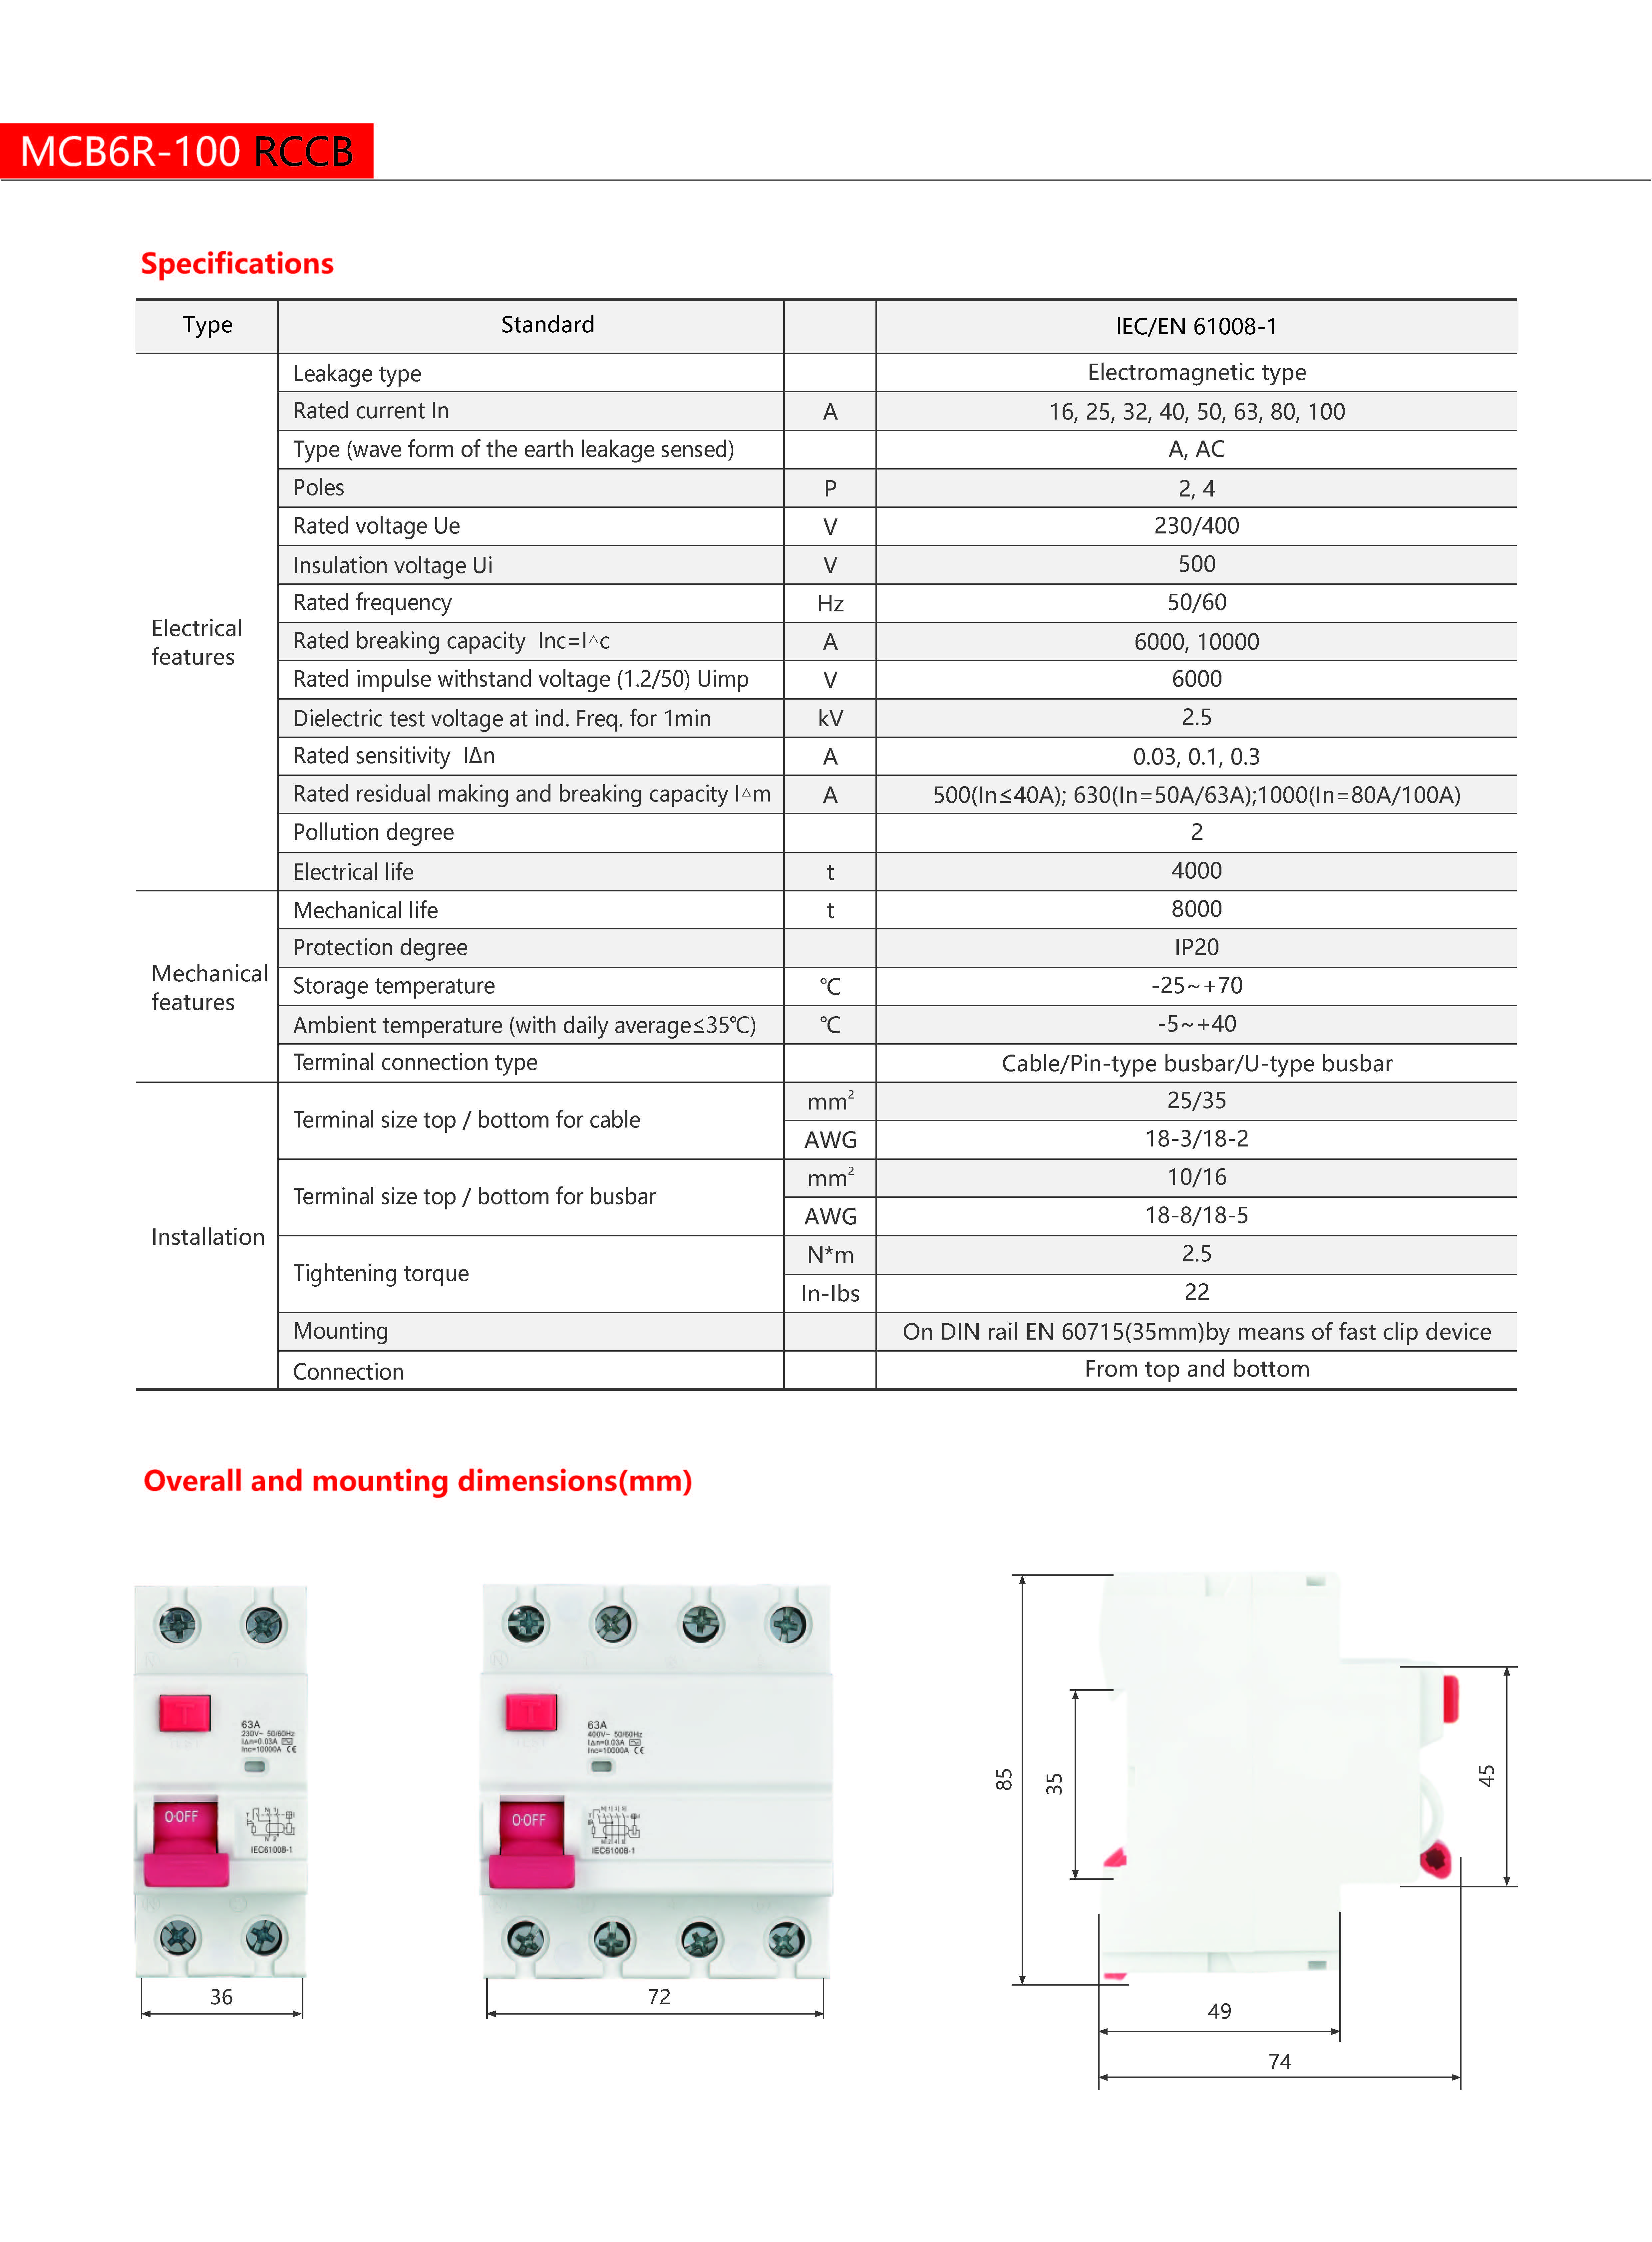 MCB6R-100 RCCB
Specifications
Type Standard IEC/EN 61008-1
Electrical features
Leakage type Electromagnetic type
Rated current In A 16, 25, 32, 40, 50, 63, 80, 100
Type (wave form of the earth leakage sensed) A, AC
Poles P 2, 4
Rated voltage Ue V 230/400
Insulation voltage Ui V 500
Rated frequency Hz 50/60
Rated breaking capacity Inc=I△c A 6000, 10000
Rated impulse withstand voltage (1.2/50) Uimp V 6000
Dielectric test voltage at ind. Freq. for 1min kV 2.5
Rated sensitivity IΔn A 0.03, 0.1, 0.3
Rated residual making and breaking capacity I△m A 500(In≤40A); 630(In=50A/63A);1000(In=80A/100A)
Pollution degree 2
Electrical life t 4000
Mechanical features
Mechanical life t 8000
Protection degree IP20
Storage temperature ℃ -25~+70
Ambient temperature (with daily average≤35℃) ℃ -5~+40
Terminal connection type Cable/Pin-type busbar/U-type busbar
Installation
Terminal size top / bottom for cable mm² 25/35
AWG 18-3/18-2
Terminal size top / bottom for busbar mm² 10/16
AWG 18-8/18-5
Tightening torque N*m 2.5
In-Ibs 22
Mounting On DIN rail EN 60715(35mm)by means of fast clip device
Connection From top and bottom
Overall and mounting dimensions(mm)
T
63A
230V~ 50/60Hz
IΔn=0.03A
Inc=10000A CE
O·OFF
IEC61008-1
36
63A
400V~ 50/60Hz
IΔn=0.03A
Inc=10000A CE
O·OFF
IEC61008-1
72
85
35
45
49
74